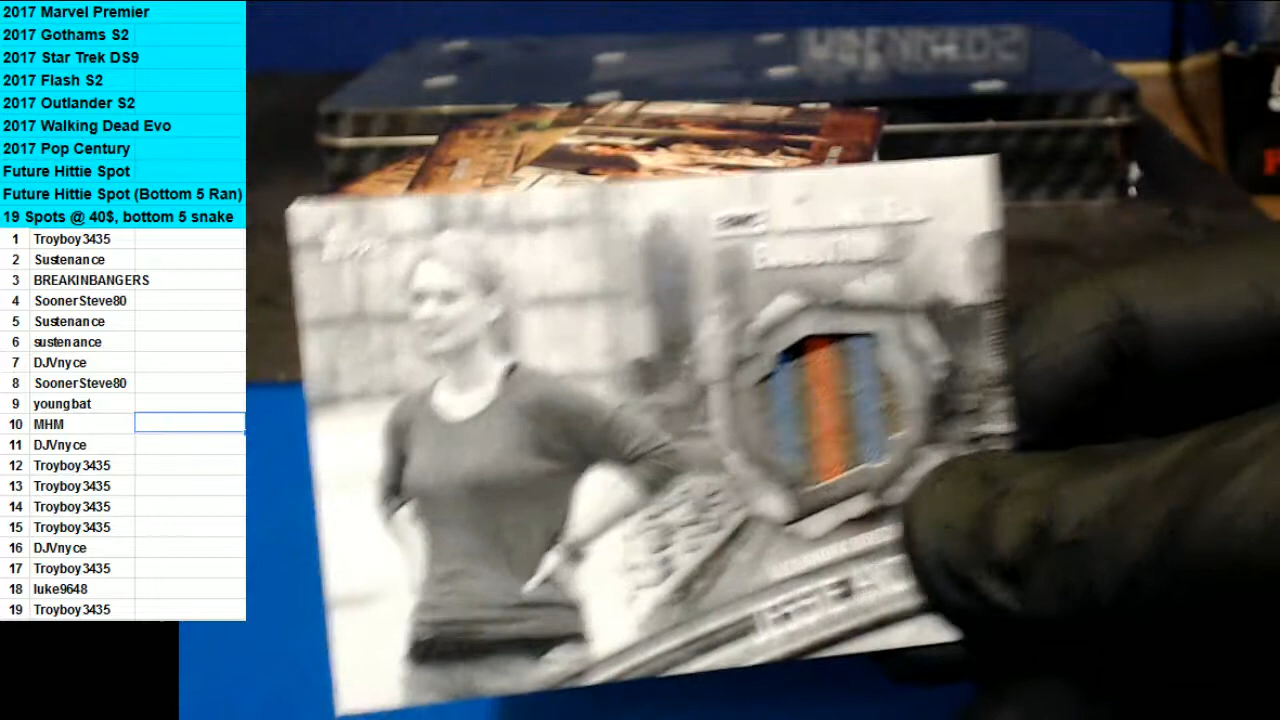 2017 Marvel Premier
2017 Gothams S2
2017 Star Trek DS9
2017 Flash S2
2017 Outlander S2
2017 Walking Dead Evo
2017 Pop Century
Future Hittie Spot
Future Hittie Spot (Bottom 5 Ran)
19 Spots @ 40$, bottom 5 snake
1 Troyboy3435
2 Sustenance
3 BREAKINBANGERS
4 SoonerSteve80
5 Sustenance
6 sustenance
7 DJVnyce
8 SoonerSteve80
9 youngbat
10 MHM
11 DJVnyce
12 Troyboy3435
13 Troyboy3435
14 Troyboy3435
15 Troyboy3435
16 DJVnyce
17 Troyboy3435
18 luke9648
19 Troyboy3435